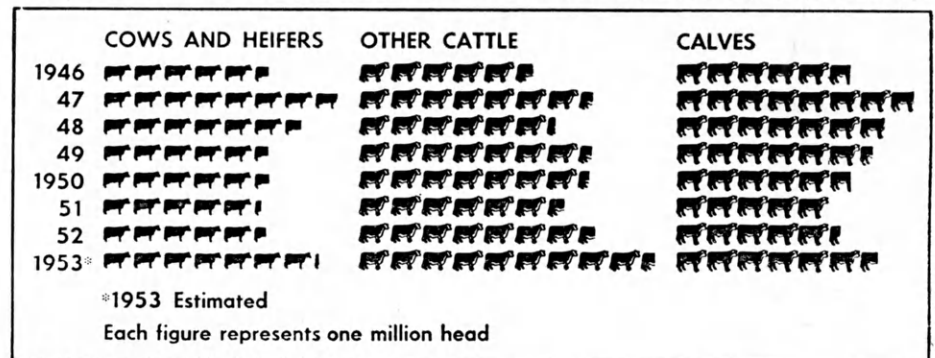 COWS AND HEIFERS OTHER CATTLE CALVES
1946
47
48
49
1950
51
52
1953*
*1953 Estimated
Each figure represents one million head